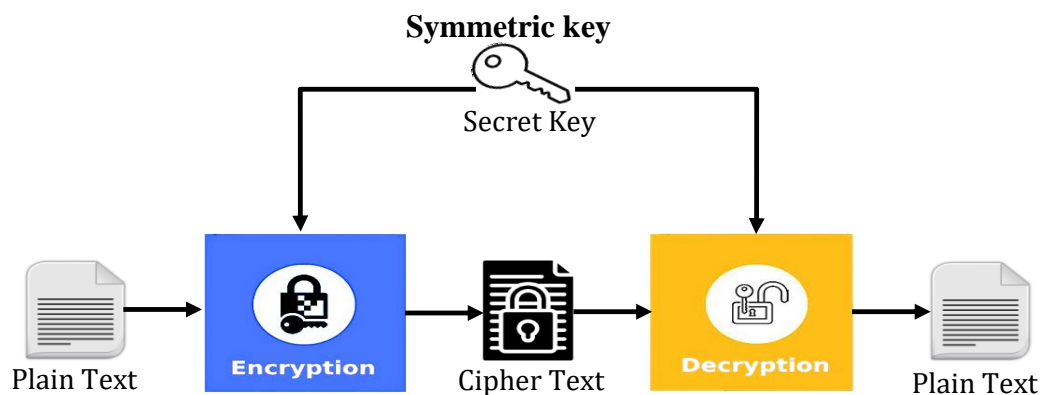 Symmetric key
Secret Key
Encryption
Decryption
Plain Text
Cipher Text
Plain Text